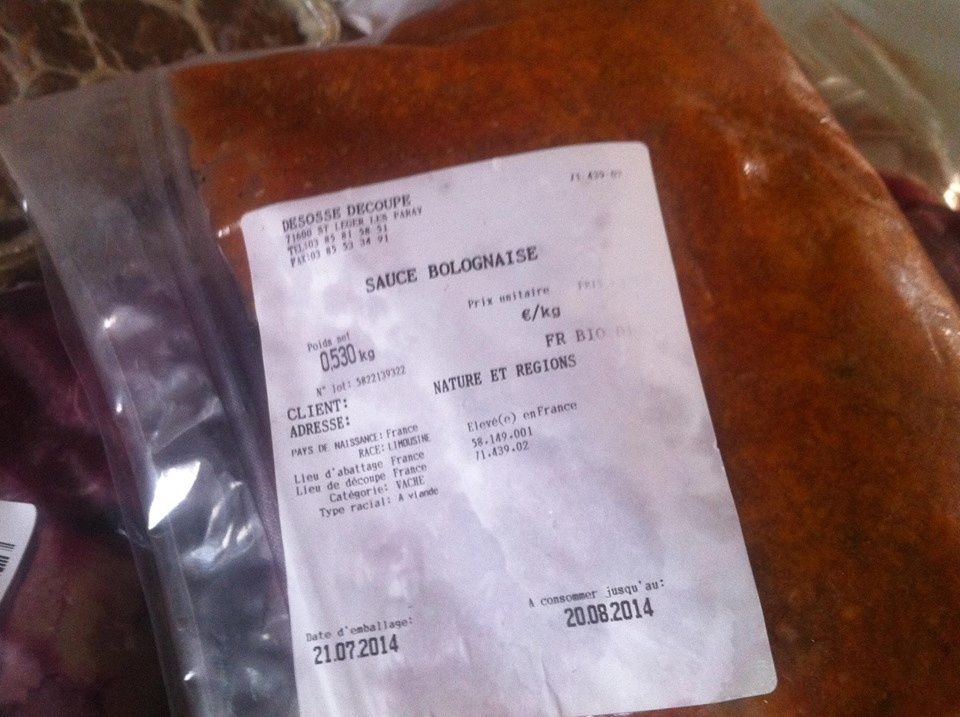 DESOSSE DECOUPE
71.439.02
71600 ST LEGER LES PARAY
TEL:03 85 81 58 51
FAX:03 85 53 34 91
SAUCE BOLOGNAISE
Prix unitaire
€/kg
Poids net
0,530 kg
FR BIO
N° lot: 5822139322
NATURE ET REGIONS
CLIENT:
ADRESSE:
PAYS DE NAISSANCE: France Elevé(e) en France
RACE: LIMOUSINE
Lieu d'abattage France 58.149.001
Lieu de découpe France 71.439.02
Catégorie: VACHE
Type racial: A viande
Date d'emballage:
21.07.2014
A consommer jusqu'au:
20.08.2014